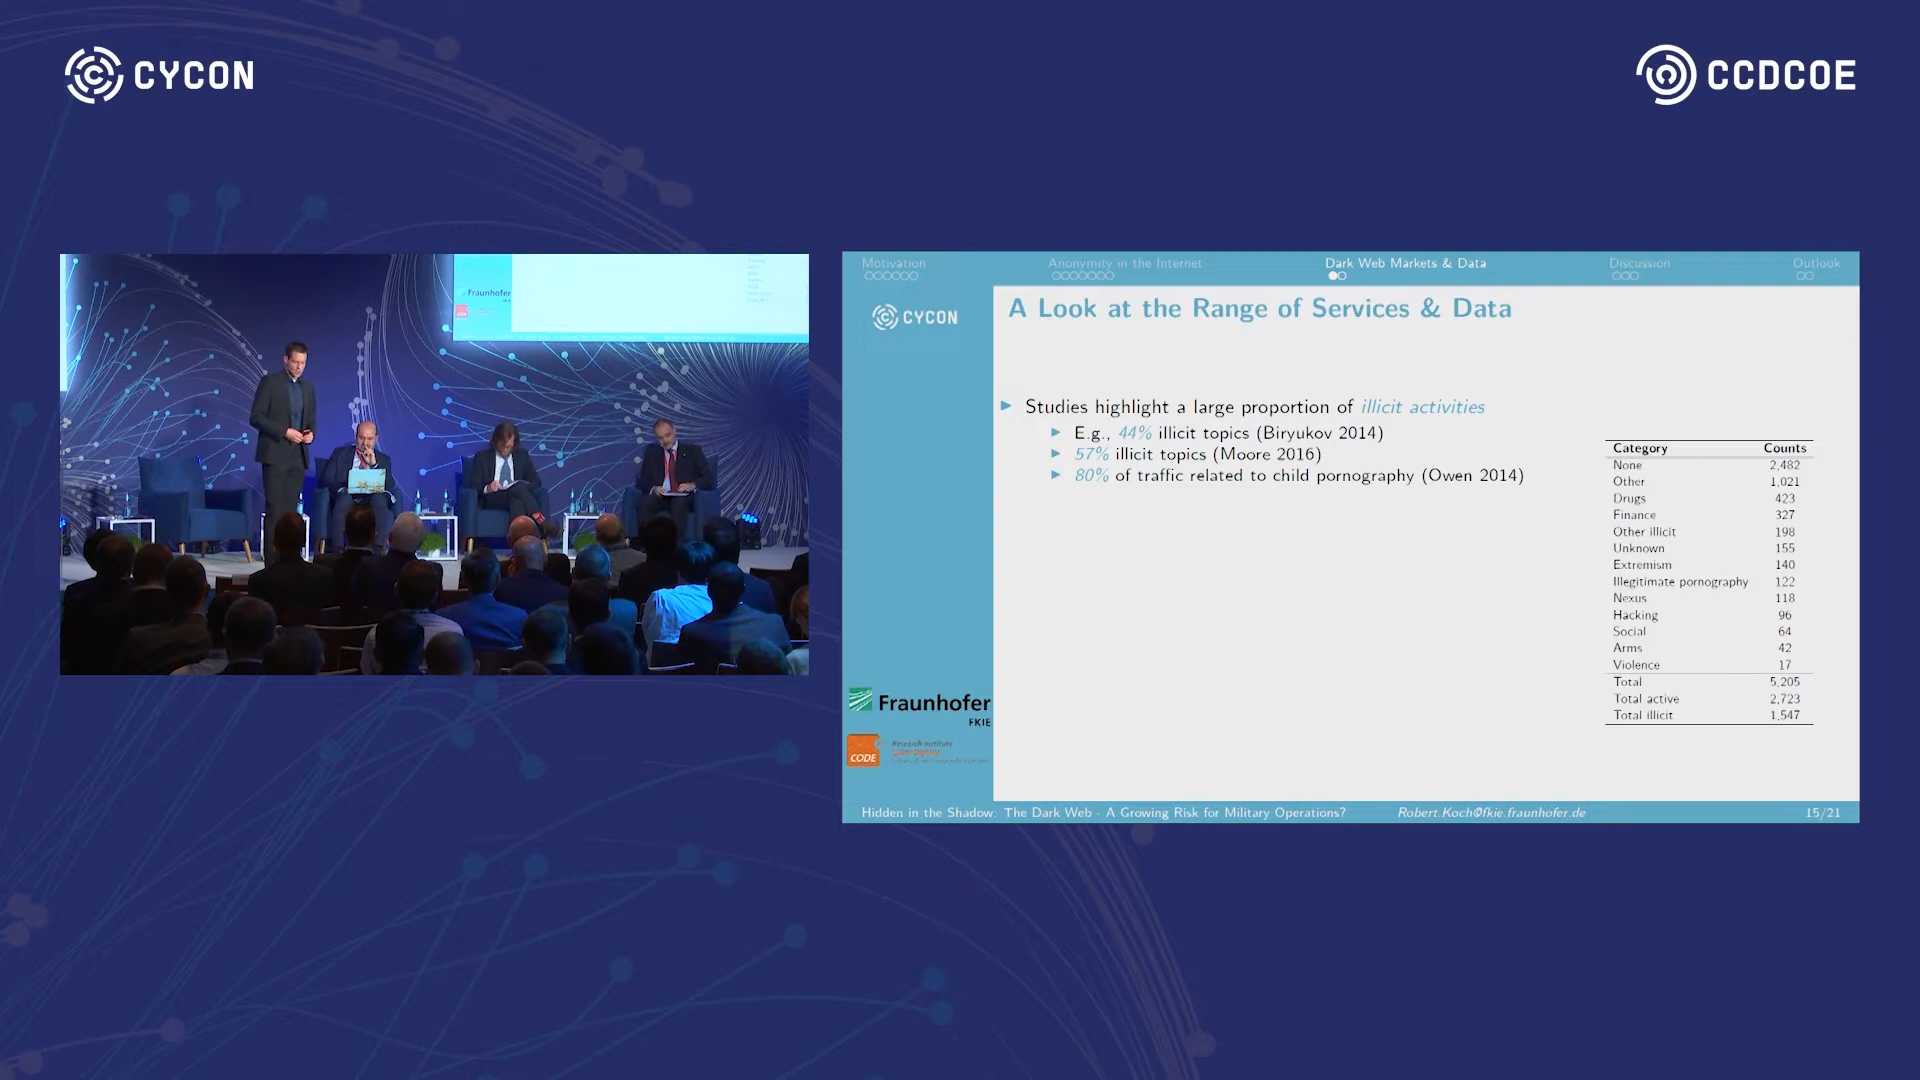 CYCON
CCDCOE
Fraunhofer
Motivation
Anonymity in the Internet
Dark Web Markets & Data
Discussion
Outlook
CYCON
A Look at the Range of Services & Data
Studies highlight a large proportion of illicit activities
E.g., 44% illicit topics (Biryukov 2014)
57% illicit topics (Moore 2016)
80% of traffic related to child pornography (Owen 2014)
Category Counts
None 2,482
Other 1,021
Drugs 423
Finance 327
Other illicit 198
Unknown 155
Extremism 140
Illegitimate pornography 122
Nexus 118
Hacking 96
Social 64
Arms 42
Violence 17
Total 5,205
Total active 2,723
Total illicit 1,547
Fraunhofer
FKIE
CODE
Research Institute
Cyber Defence
Hidden in the Shadow: The Dark Web - A Growing Risk for Military Operations?
Robert.Koch@fkie.fraunhofer.de
15/21